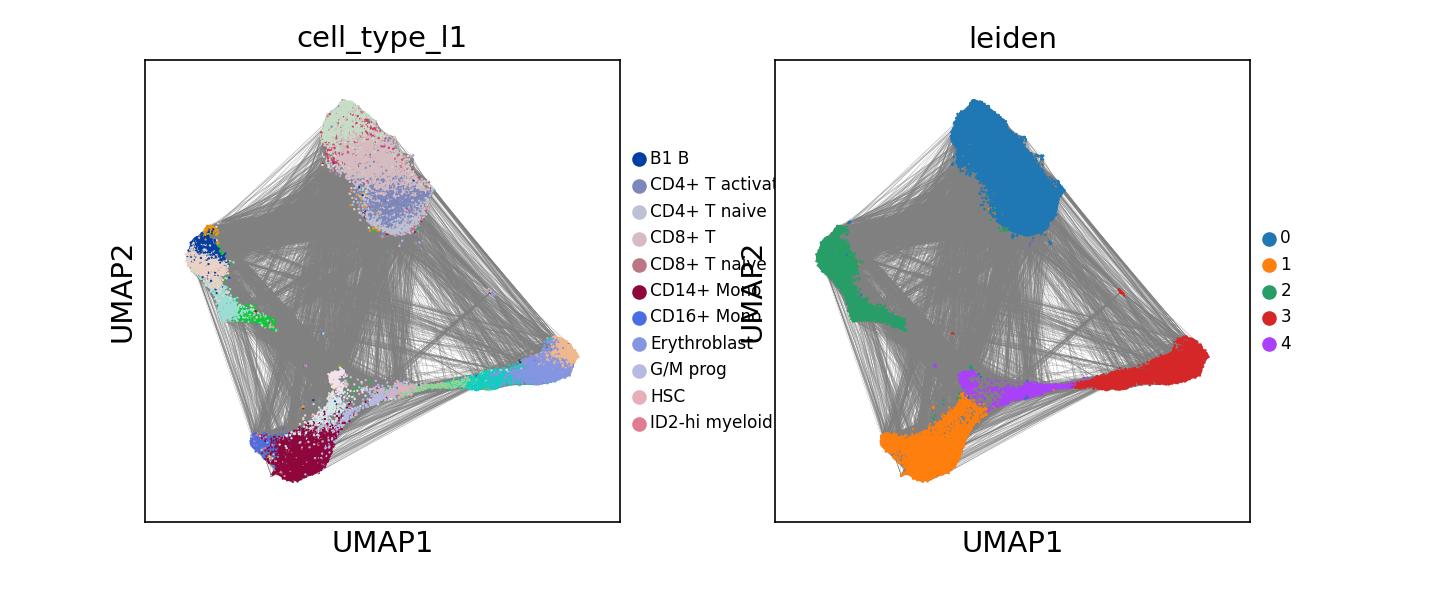 cell_type_l1
UMAP2
UMAP1
B1 B
CD4+ T activat
CD4+ T naive
CD8+ T
CD8+ T naive
CD14+ Mono
CD16+ Mono
Erythroblast
G/M prog
HSC
ID2-hi myeloid
leiden
UMAP2
UMAP1
0
1
2
3
4